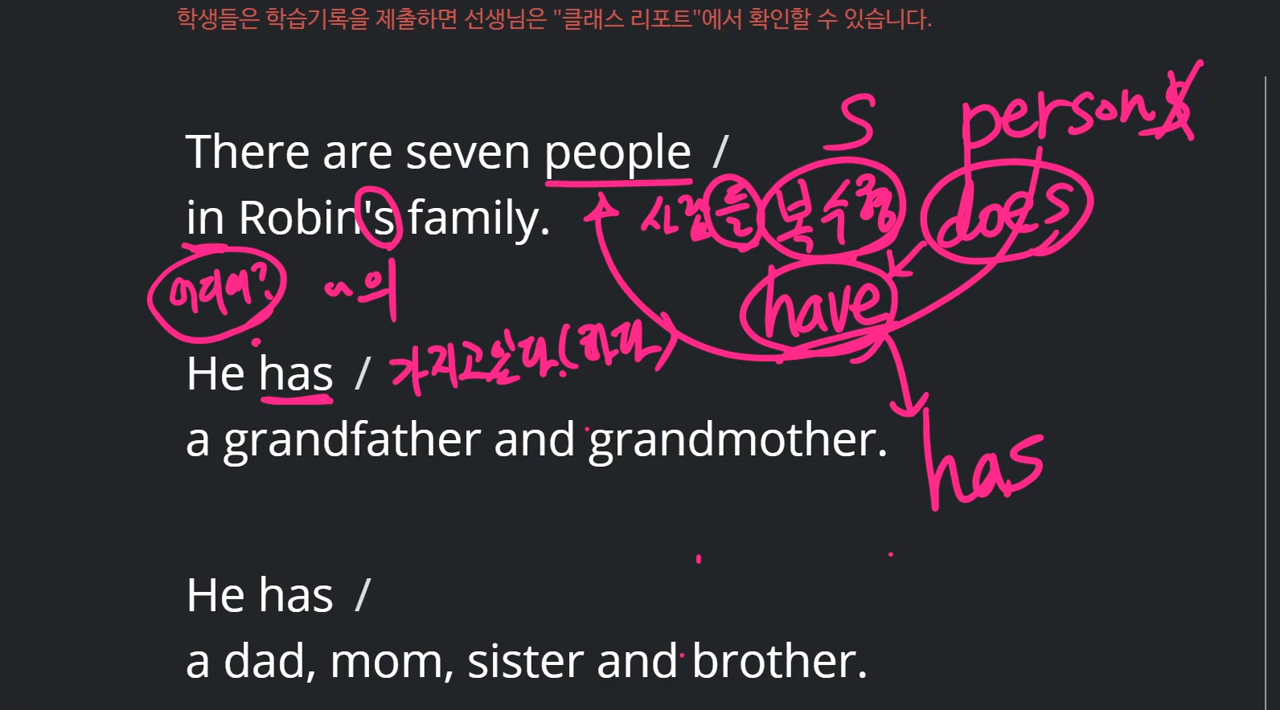 학생들은 학습기록을 제출하면 선생님은 "클래스 리포트"에서 확인할 수 있습니다.
S persons
There are seven people /
사람들 복수형 does
in Robin's family.
어디에? ~의 have
He has / 가지고있다.(하다)
a grandfather and grandmother.
has
He has /
a dad, mom, sister and brother.